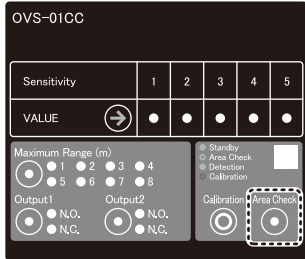 OVS-01CC
Sensitivity 1 2 3 4 5
VALUE
Maximum Range (m)
1 2 3 4
5 6 7 8
Output1 Output2
N.O. N.O.
N.C. N.C.
Standby
Area Check
Detection
Calibration
Calibration Area Check